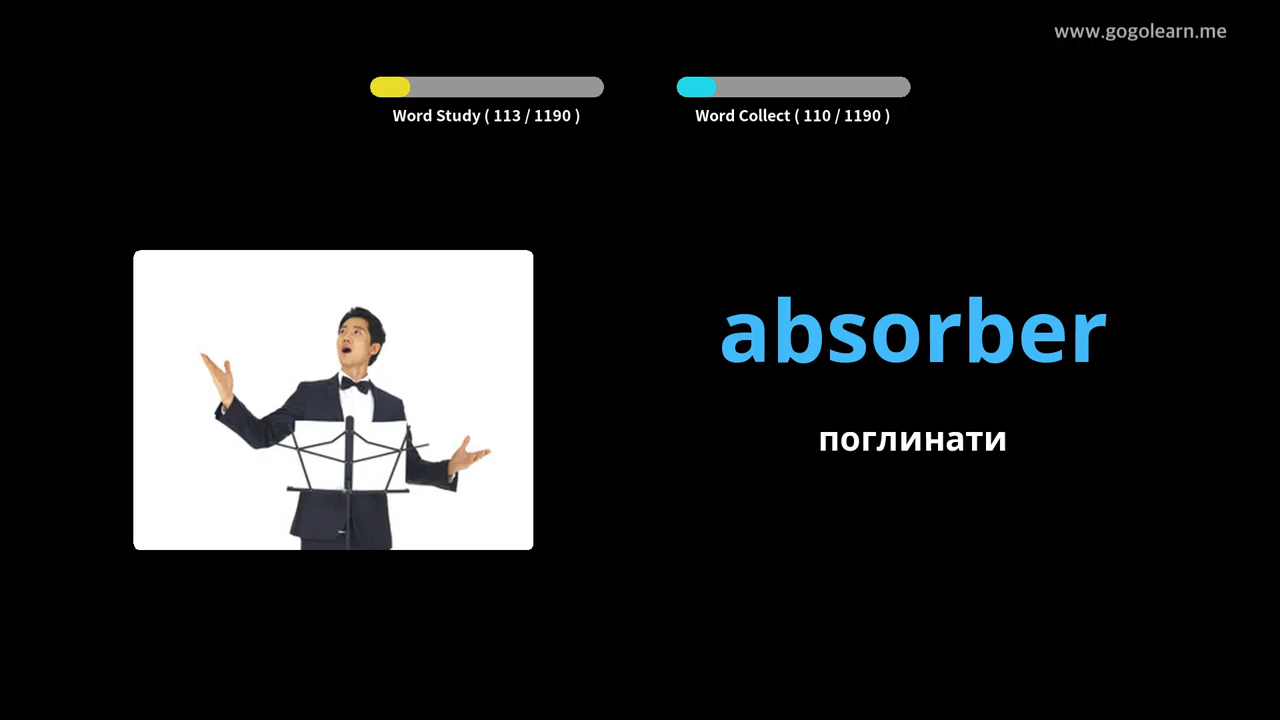 www.gogolearn.me
Word Study ( 113 / 1190 )
Word Collect ( 110 / 1190 )
absorber
поглинати